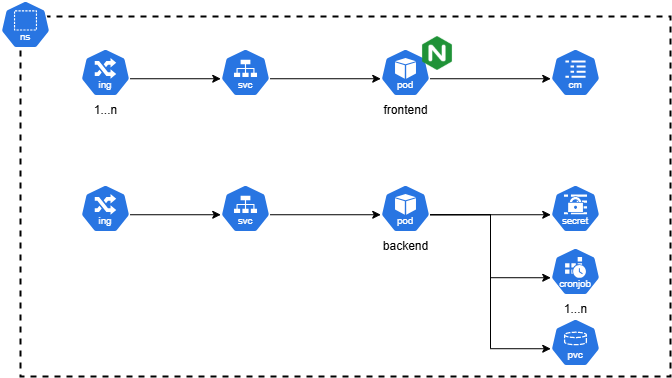 ns
ing
svc
pod
N
cm
1...n
frontend
ing
svc
pod
secret
backend
cronjob
1...n
pvc